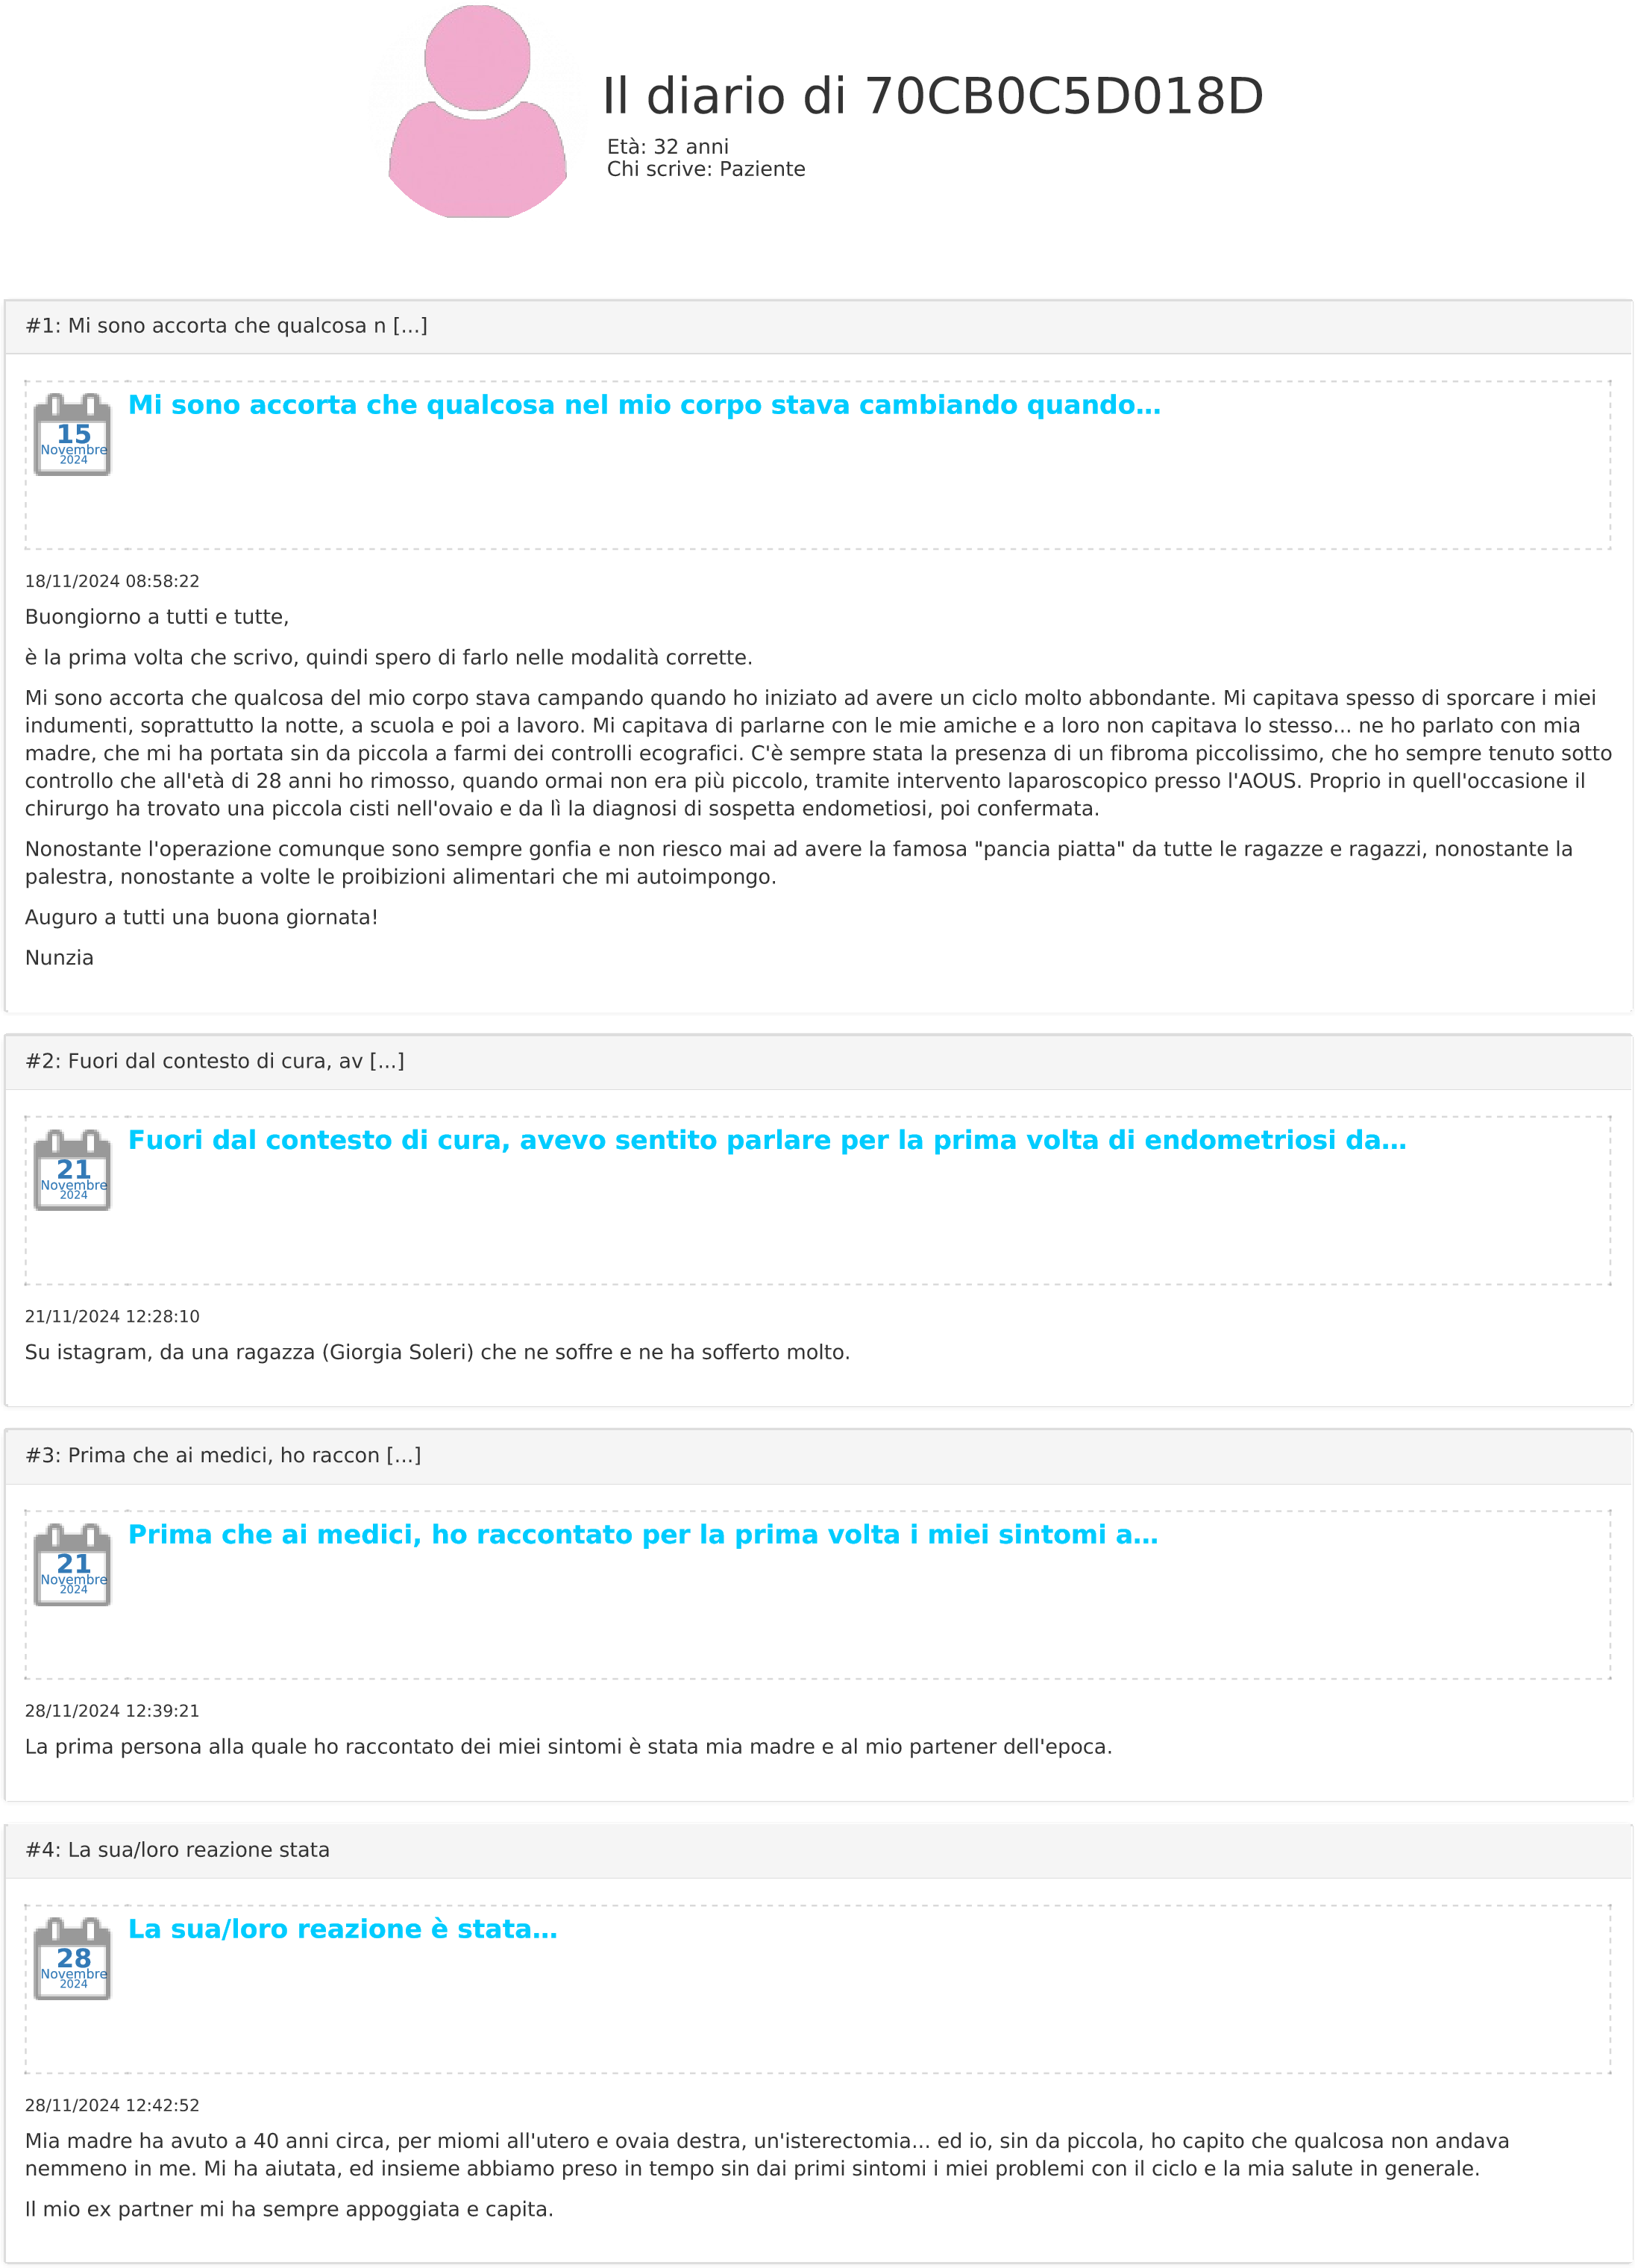 Il diario di 70CB0C5D018D
Età: 32 anni
Chi scrive: Paziente
#1: Mi sono accorta che qualcosa n [...]
15
Novembre
2024
Mi sono accorta che qualcosa nel mio corpo stava cambiando quando…
18/11/2024 08:58:22
Buongiorno a tutti e tutte,
è la prima volta che scrivo, quindi spero di farlo nelle modalità corrette.
Mi sono accorta che qualcosa del mio corpo stava campando quando ho iniziato ad avere un ciclo molto abbondante. Mi capitava spesso di sporcare i miei
indumenti, soprattutto la notte, a scuola e poi a lavoro. Mi capitava di parlarne con le mie amiche e a loro non capitava lo stesso... ne ho parlato con mia
madre, che mi ha portata sin da piccola a farmi dei controlli ecografici. C'è sempre stata la presenza di un fibroma piccolissimo, che ho sempre tenuto sotto
controllo che all'età di 28 anni ho rimosso, quando ormai non era più piccolo, tramite intervento laparoscopico presso l'AOUS. Proprio in quell'occasione il
chirurgo ha trovato una piccola cisti nell'ovaio e da lì la diagnosi di sospetta endometiosi, poi confermata.
Nonostante l'operazione comunque sono sempre gonfia e non riesco mai ad avere la famosa "pancia piatta" da tutte le ragazze e ragazzi, nonostante la
palestra, nonostante a volte le proibizioni alimentari che mi autoimpongo.
Auguro a tutti una buona giornata!
Nunzia
#2: Fuori dal contesto di cura, av [...]
21
Novembre
2024
Fuori dal contesto di cura, avevo sentito parlare per la prima volta di endometriosi da…
21/11/2024 12:28:10
Su istagram, da una ragazza (Giorgia Soleri) che ne soffre e ne ha sofferto molto.
#3: Prima che ai medici, ho raccon [...]
21
Novembre
2024
Prima che ai medici, ho raccontato per la prima volta i miei sintomi a…
28/11/2024 12:39:21
La prima persona alla quale ho raccontato dei miei sintomi è stata mia madre e al mio partener dell'epoca.
#4: La sua/loro reazione stata
28
Novembre
2024
La sua/loro reazione è stata…
28/11/2024 12:42:52
Mia madre ha avuto a 40 anni circa, per miomi all'utero e ovaia destra, un'isterectomia... ed io, sin da piccola, ho capito che qualcosa non andava
nemmeno in me. Mi ha aiutata, ed insieme abbiamo preso in tempo sin dai primi sintomi i miei problemi con il ciclo e la mia salute in generale.
Il mio ex partner mi ha sempre appoggiata e capita.